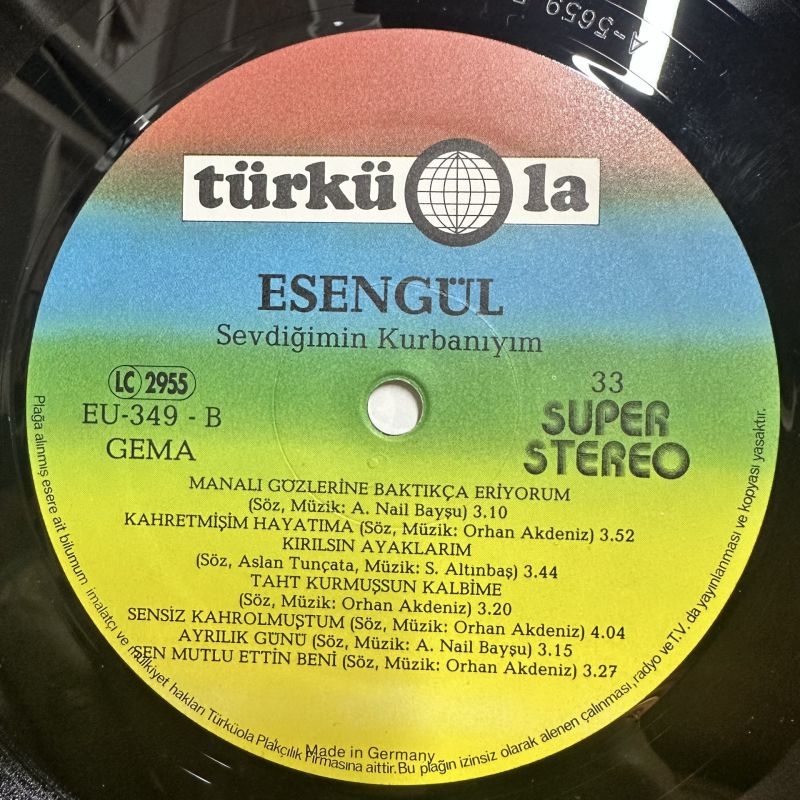 A-5659
türküola
ESENGÜL
Sevdiğimin Kurbanıyım
LC 2955
EU-349 - B
GEMA
33
SUPER
STEREO
MANALI GÖZLERİNE BAKTIKÇA ERİYORUM
(Söz, Müzik: A. Nail Bayşu) 3.10
KAHRETMİŞİM HAYATIMA (Söz, Müzik: Orhan Akdeniz) 3.52
KIRILSIN AYAKLARIM
(Söz, Aslan Tunçata, Müzik: S. Altınbaş) 3.44
TAHT KURMUŞSUN KALBİME
(Söz, Müzik: Orhan Akdeniz) 3.20
SENSİZ KAHROLMUŞTUM (Söz, Müzik: Orhan Akdeniz) 4.04
AYRILIK GÜNÜ (Söz, Müzik: A. Nail Bayşu) 3.15
SEN MUTLU ETTİN BENİ (Söz, Müzik: Orhan Akdeniz) 3.27
Made in Germany
Plağa alınmış esere ait bilumum imalatçı ve mülkiyet hakları Türküola Plakçılık Firmasına aittir. Bu plağın izinsiz olarak alenen çalınması, radyo ve T.V. da yayınlanması ve kopyası yasaktır.